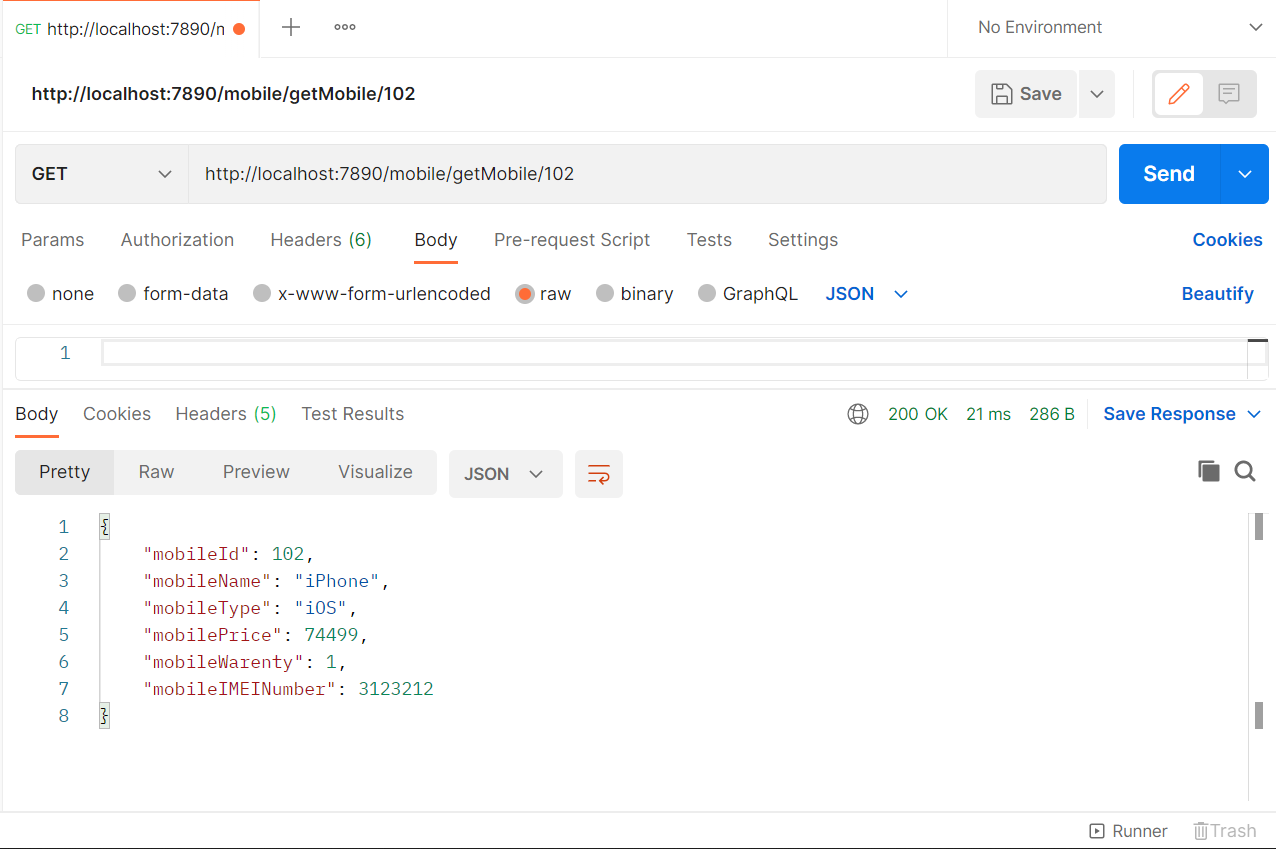 GET http://localhost:7890/n
No Environment
http://localhost:7890/mobile/getMobile/102
Save
GET http://localhost:7890/mobile/getMobile/102 Send
Params Authorization Headers (6) Body Pre-request Script Tests Settings Cookies
none form-data x-www-form-urlencoded raw binary GraphQL JSON Beautify
1
Body Cookies Headers (5) Test Results 200 OK 21 ms 286 B Save Response
Pretty Raw Preview Visualize JSON
1 {
2 "mobileId": 102,
3 "mobileName": "iPhone",
4 "mobileType": "iOS",
5 "mobilePrice": 74499,
6 "mobileWarenty": 1,
7 "mobileIMEINumber": 3123212
8 }
Runner Trash